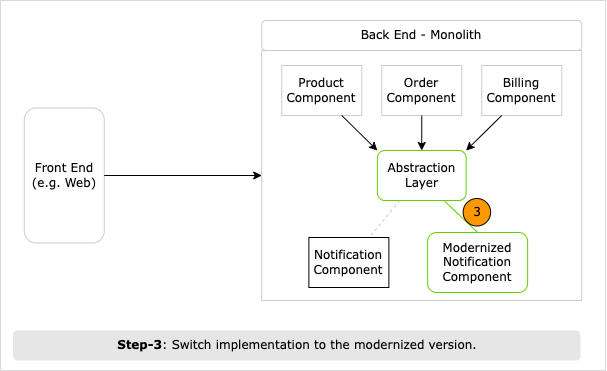 Back End - Monolith
Product
Component
Order
Component
Billing
Component
Front End
(e.g. Web)
Abstraction
Layer
3
Notification
Component
Modernized
Notification
Component
Step-3: Switch implementation to the modernized version.